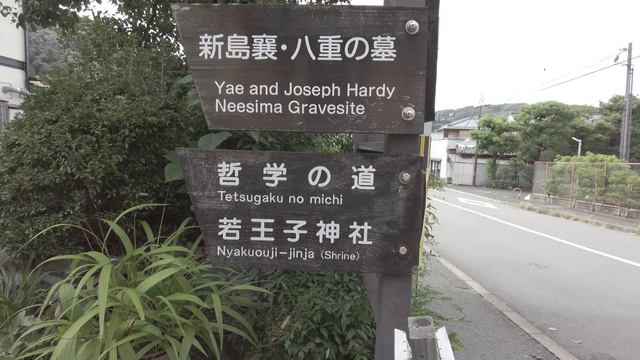 新島襄・八重の墓
Yae and Joseph Hardy
Neesima Gravesite
哲学の道
Tetsugaku no michi
若王子神社
Nyakuouji-jinja (Shrine)